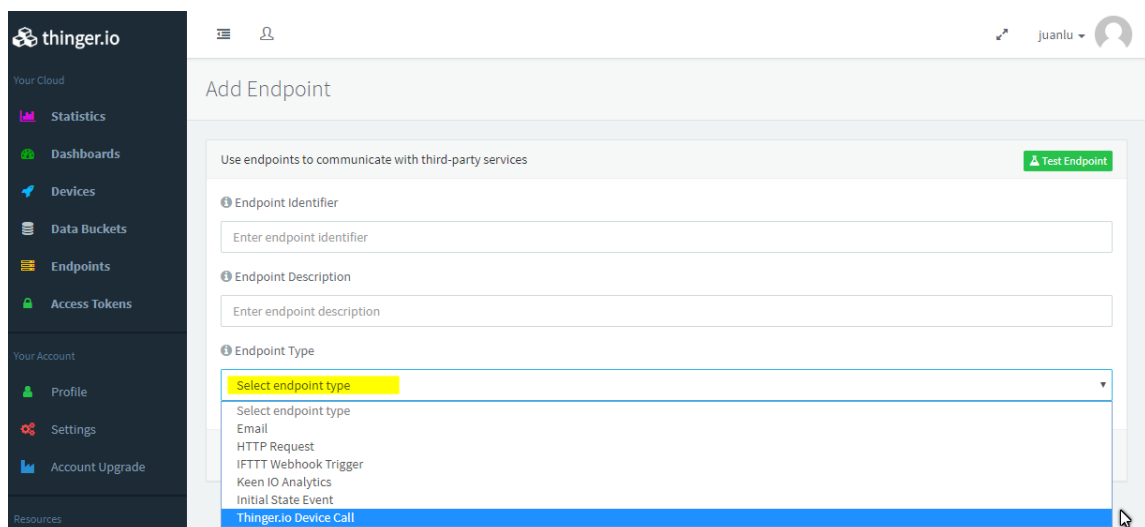 thinger.io
juanlu
Your Cloud
Statistics
Dashboards
Devices
Data Buckets
Endpoints
Access Tokens
Your Account
Profile
Settings
Account Upgrade
Resources
Add Endpoint
Use endpoints to communicate with third-party services
Test Endpoint
Endpoint Identifier
Enter endpoint identifier
Endpoint Description
Enter endpoint description
Endpoint Type
Select endpoint type
Select endpoint type
Email
HTTP Request
IFTTT Webhook Trigger
Keen IO Analytics
Initial State Event
Thinger.io Device Call